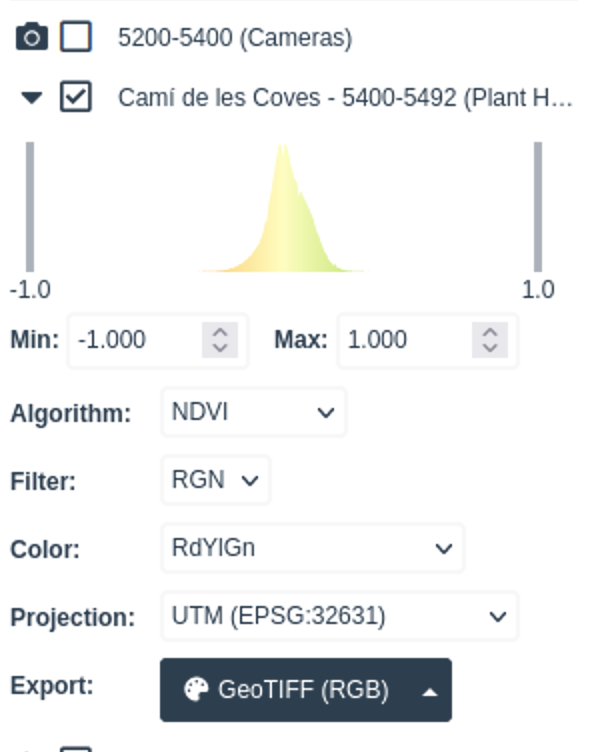 5200-5400 (Cameras)
Camí de les Coves - 5400-5492 (Plant H...
-1.0 1.0
Min: -1.000 Max: 1.000
Algorithm: NDVI
Filter: RGN
Color: RdYlGn
Projection: UTM (EPSG:32631)
Export: GeoTIFF (RGB)